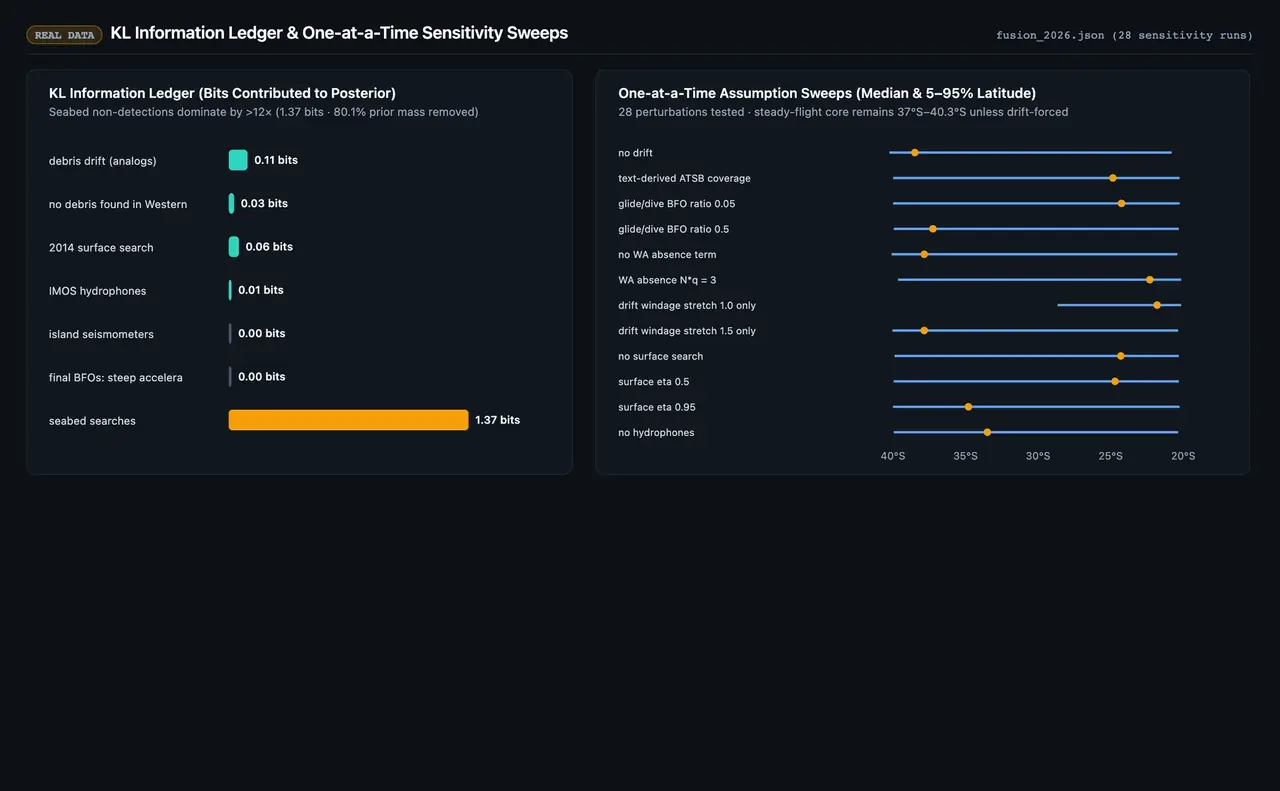 REAL DATA KL Information Ledger & One-at-a-Time Sensitivity Sweeps
fusion_2026.json (28 sensitivity runs)
KL Information Ledger (Bits Contributed to Posterior)
Seabed non-detections dominate by >12× (1.37 bits · 80.1% prior mass removed)
debris drift (analogs) 0.11 bits
no debris found in Western 0.03 bits
2014 surface search 0.06 bits
IMOS hydrophones 0.01 bits
island seismometers 0.00 bits
final BFOs: steep accelera 0.00 bits
seabed searches 1.37 bits
One-at-a-Time Assumption Sweeps (Median & 5–95% Latitude)
28 perturbations tested · steady-flight core remains 37°S–40.3°S unless drift-forced
no drift
text-derived ATSB coverage
glide/dive BFO ratio 0.05
glide/dive BFO ratio 0.5
no WA absence term
WA absence N*q = 3
drift windage stretch 1.0 only
drift windage stretch 1.5 only
no surface search
surface eta 0.5
surface eta 0.95
no hydrophones
40°S 35°S 30°S 25°S 20°S